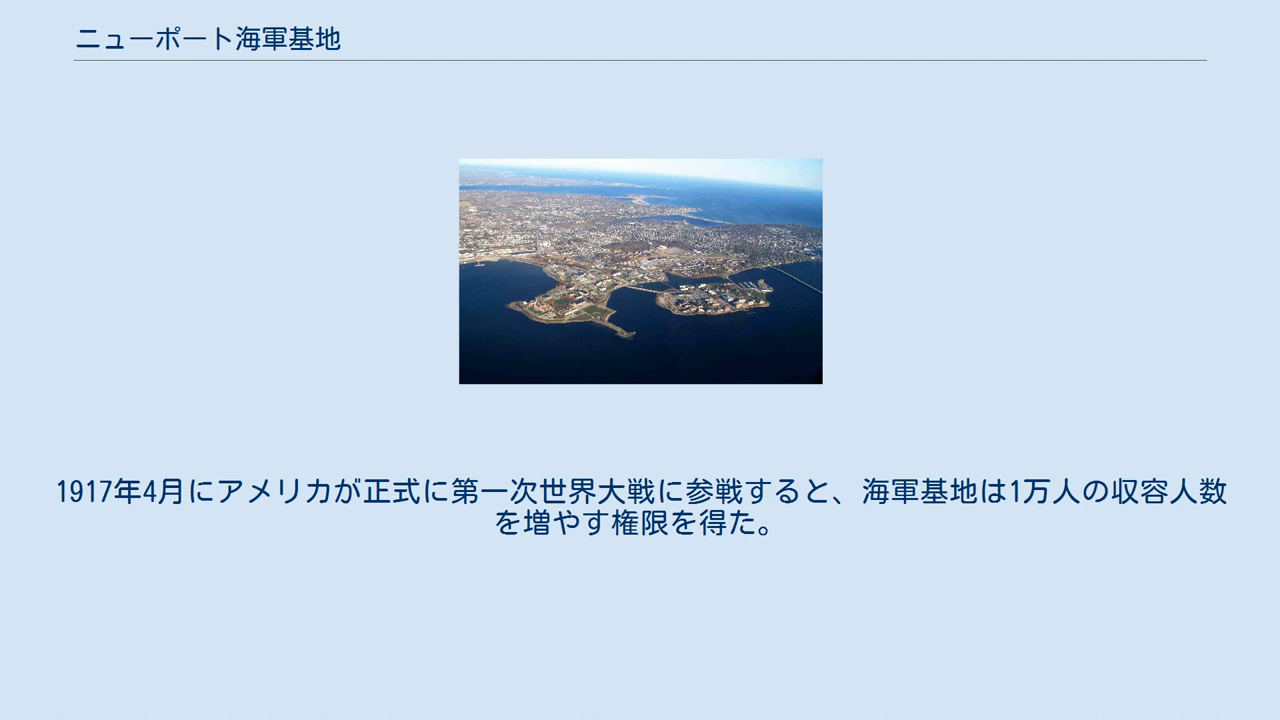 ニューポート海軍基地
1917年4月にアメリカが正式に第一次世界大戦に参戦すると、海軍基地は1万人の収容人数
を増やす権限を得た。